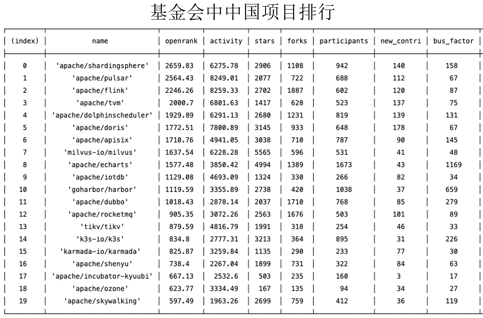 基金会中中国项目排行
(index) name openrank activity stars forks participants new_contri bus_factor
0 'apache/shardingsphere' 2659.83 6275.78 2906 1108 942 140 158
1 'apache/pulsar' 2564.43 8249.01 2077 722 688 112 67
2 'apache/flink' 2246.26 8259.33 2702 1887 602 120 87
3 'apache/tvm' 2000.7 6801.63 1417 628 523 137 75
4 'apache/dolphinscheduler' 1929.89 6291.13 2680 1231 819 139 131
5 'apache/doris' 1772.51 7800.89 3145 933 648 178 67
6 'apache/apisix' 1710.76 4941.05 3038 710 787 90 145
7 'milvus-io/milvus' 1637.54 6228.28 5565 596 531 41 48
8 'apache/echarts' 1577.48 3850.42 4994 1389 1673 43 1169
9 'apache/iotdb' 1129.08 4693.09 1324 330 266 82 34
10 'goharbor/harbor' 1119.59 3355.89 2738 420 1038 37 659
11 'apache/dubbo' 1018.43 2878.14 2037 1710 768 85 279
12 'apache/rocketmq' 905.35 3072.26 2563 1676 503 101 89
13 'tikv/tikv' 879.59 4816.79 1991 318 254 46 33
14 'k3s-io/k3s' 834.8 2777.31 3213 364 895 31 226
15 'karmada-io/karmada' 825.87 3259.84 1135 290 233 77 30
16 'apache/shenyu' 738.4 2267.04 1899 731 322 84 63
17 'apache/incubator-kyuubi' 667.13 2532.6 503 235 160 3 17
18 'apache/ozone' 623.77 3334.49 167 135 94 34 27
19 'apache/skywalking' 597.49 1963.26 2699 759 412 36 119